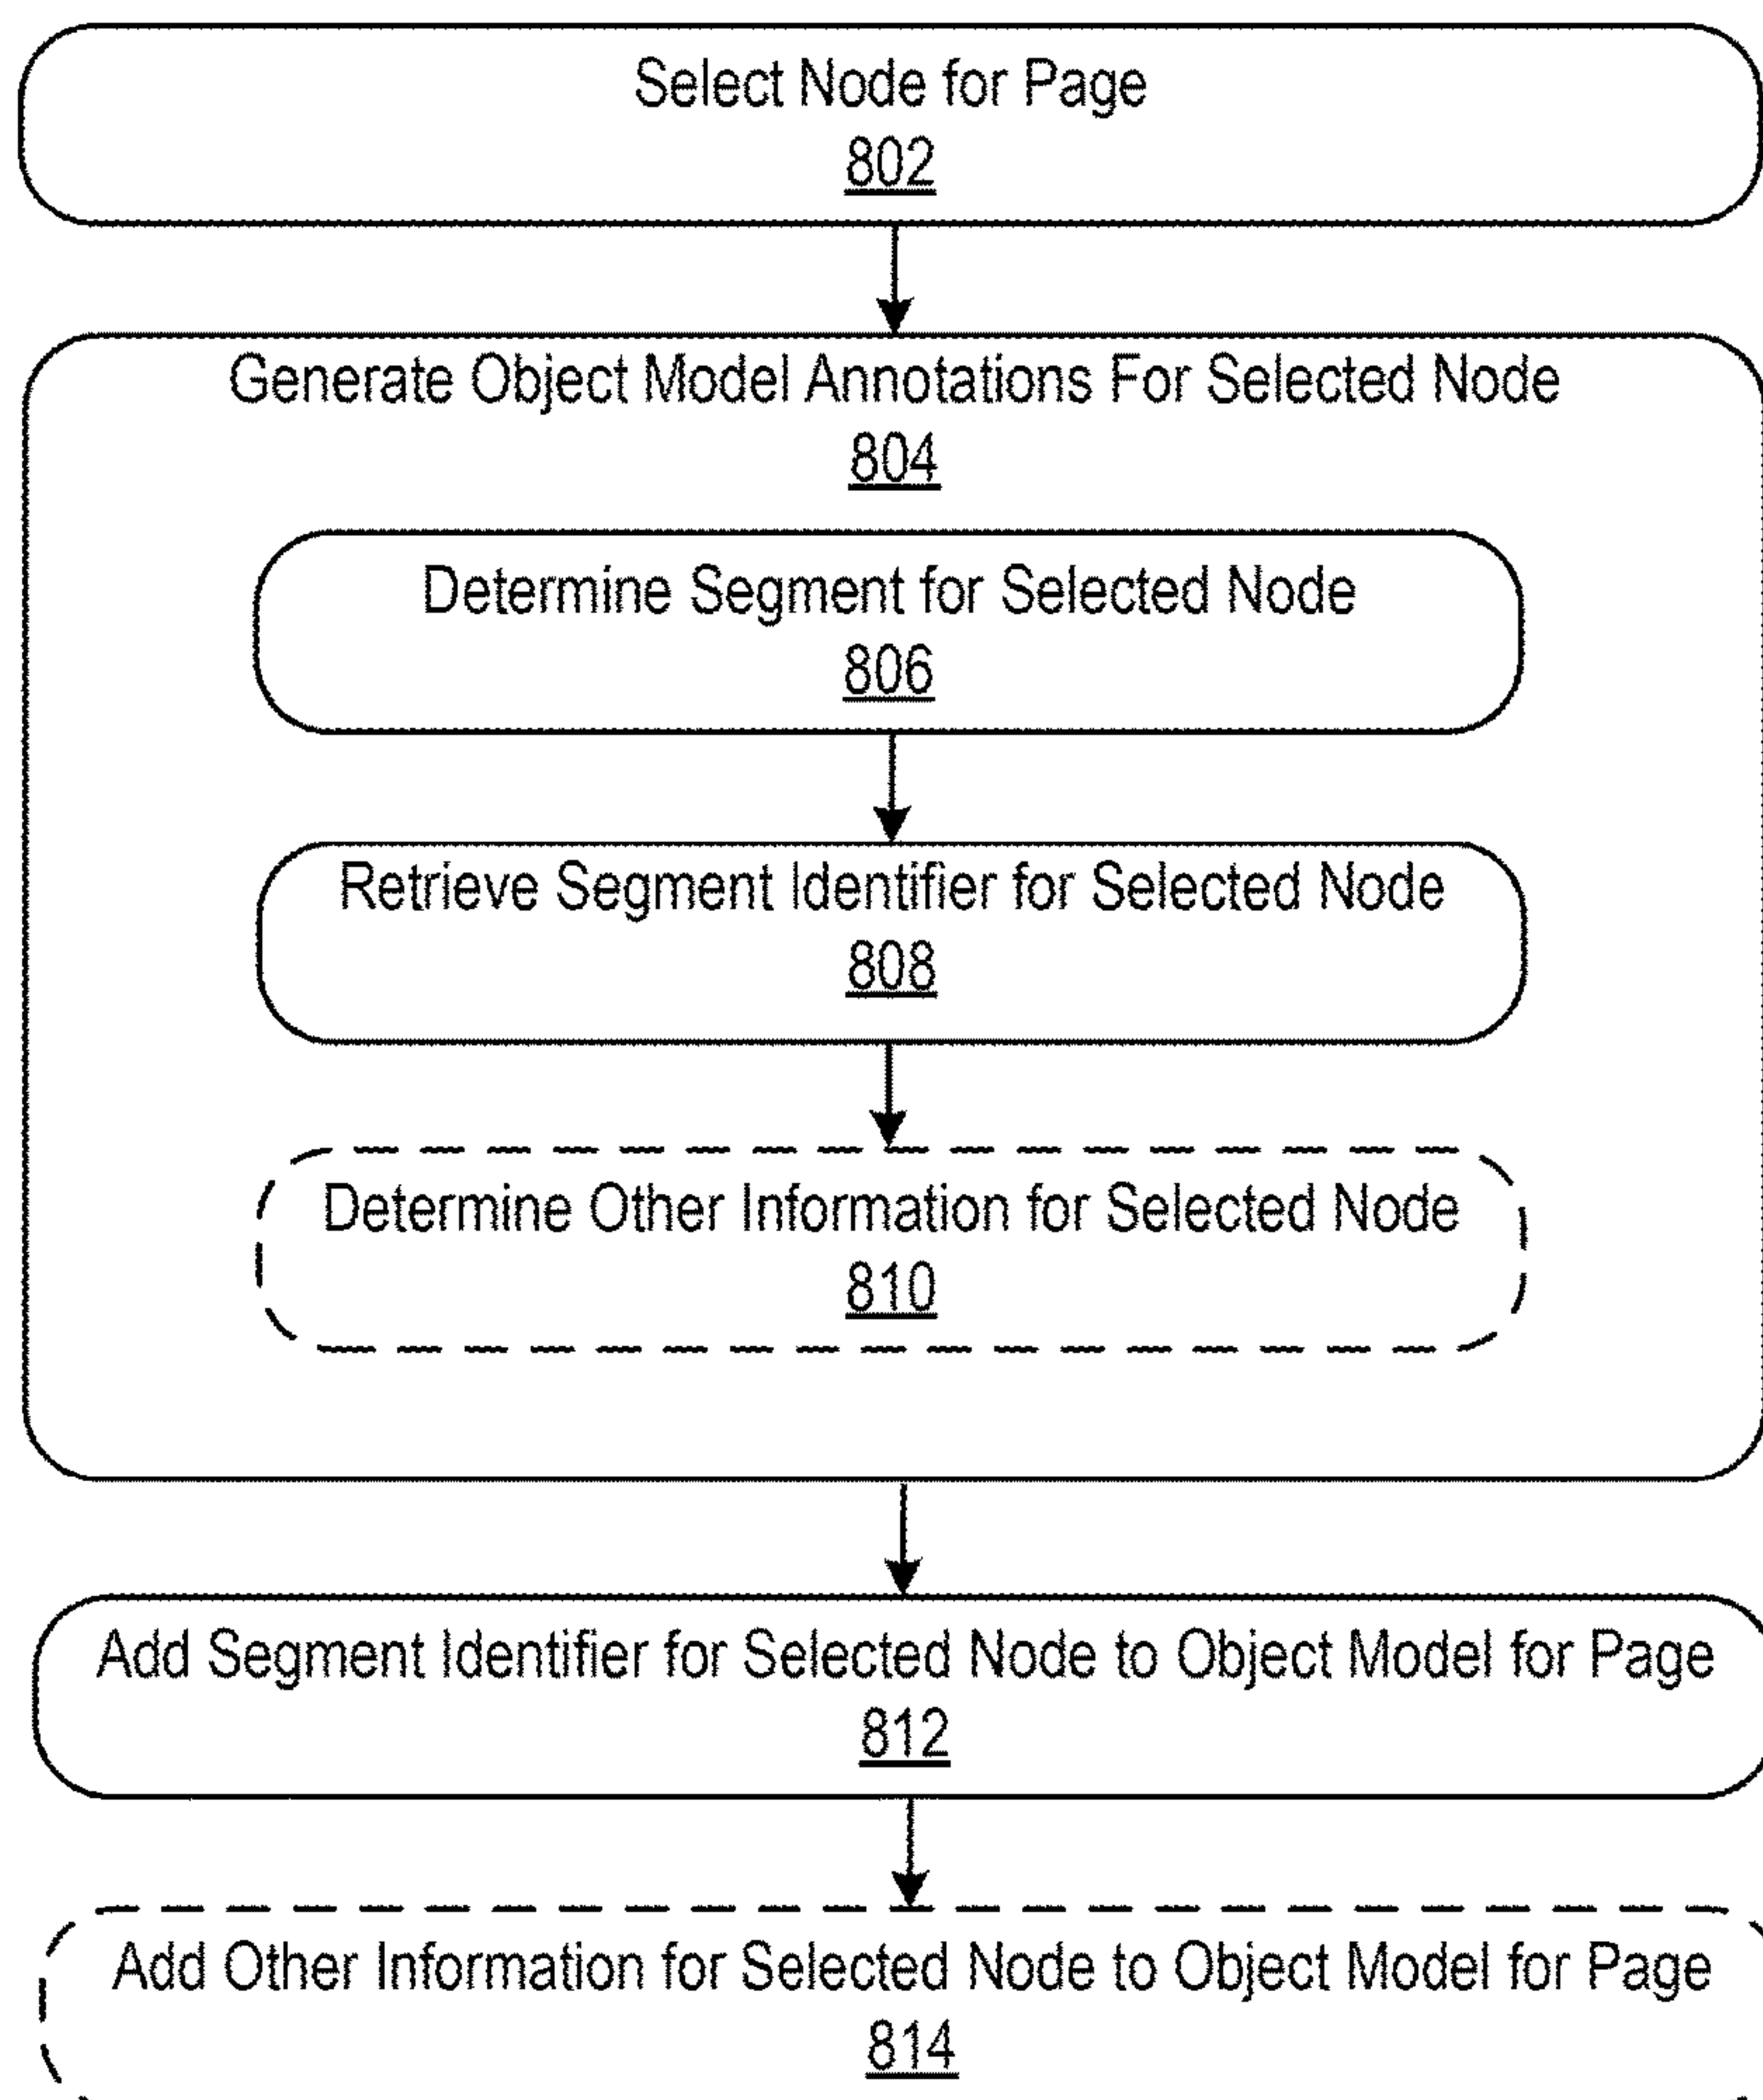 Select Node for Page
802
Generate Object Model Annotations For Selected Node
804
Determine Segment for Selected Node
806
Retrieve Segment Identifier for Selected Node
808
Determine Other Information for Selected Node
810
Add Segment Identifier for Selected Node to Object Model for Page
812
Add Other Information for Selected Node to Object Model for Page
814